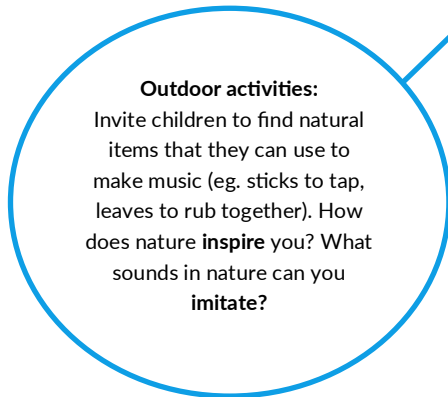 Outdoor activities:
Invite children to find natural
items that they can use to
make music (eg. sticks to tap,
leaves to rub together). How
does nature inspire you? What
sounds in nature can you
imitate?